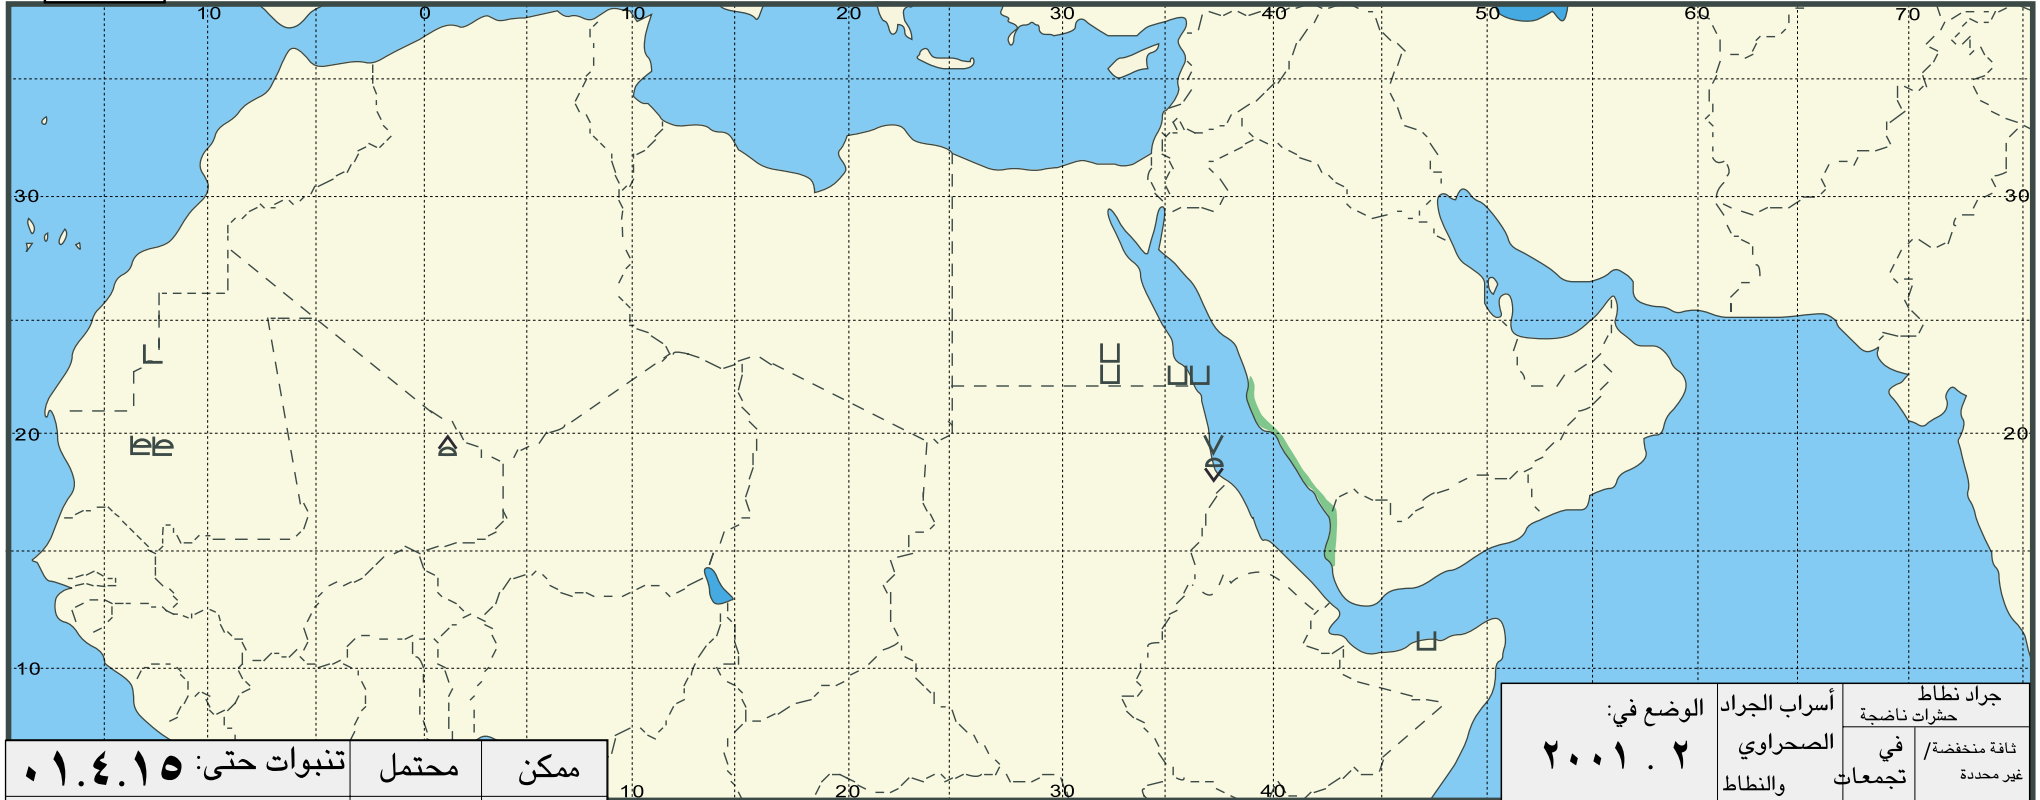 10 0 10 20 30 40 50 60 70
30 30
20 20
10
10 20 30 40
تنبوات حتى: ٠١.٤.١٥
محتمل
ممكن
الوضع في:
٢٠٠١ . ٢
أسراب الجراد
الصحراوي
والنطاط
جراد نطاط
حشرات ناضجة
في
تجمعات
ثافة منخفضة/
غير محددة